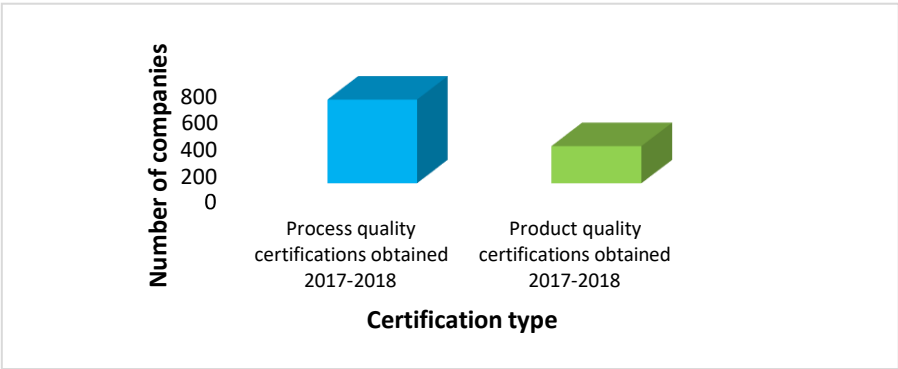 Number of companies
800
600
400
200
0
Process quality
certifications obtained
2017-2018
Product quality
certifications obtained
2017-2018
Certification type